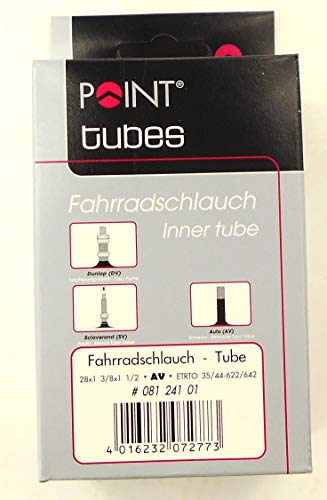 POINT®
tubes
Fahrradschlauch
Inner tube
Dunlop (DV)
Sclaverand (SV)
Auto (AV)
Fahrradschlauch - Tube
28x1 3/8x1 1/2 • AV • ETRTO 35/44-622/642
# 081 241 01
4 016232 072773